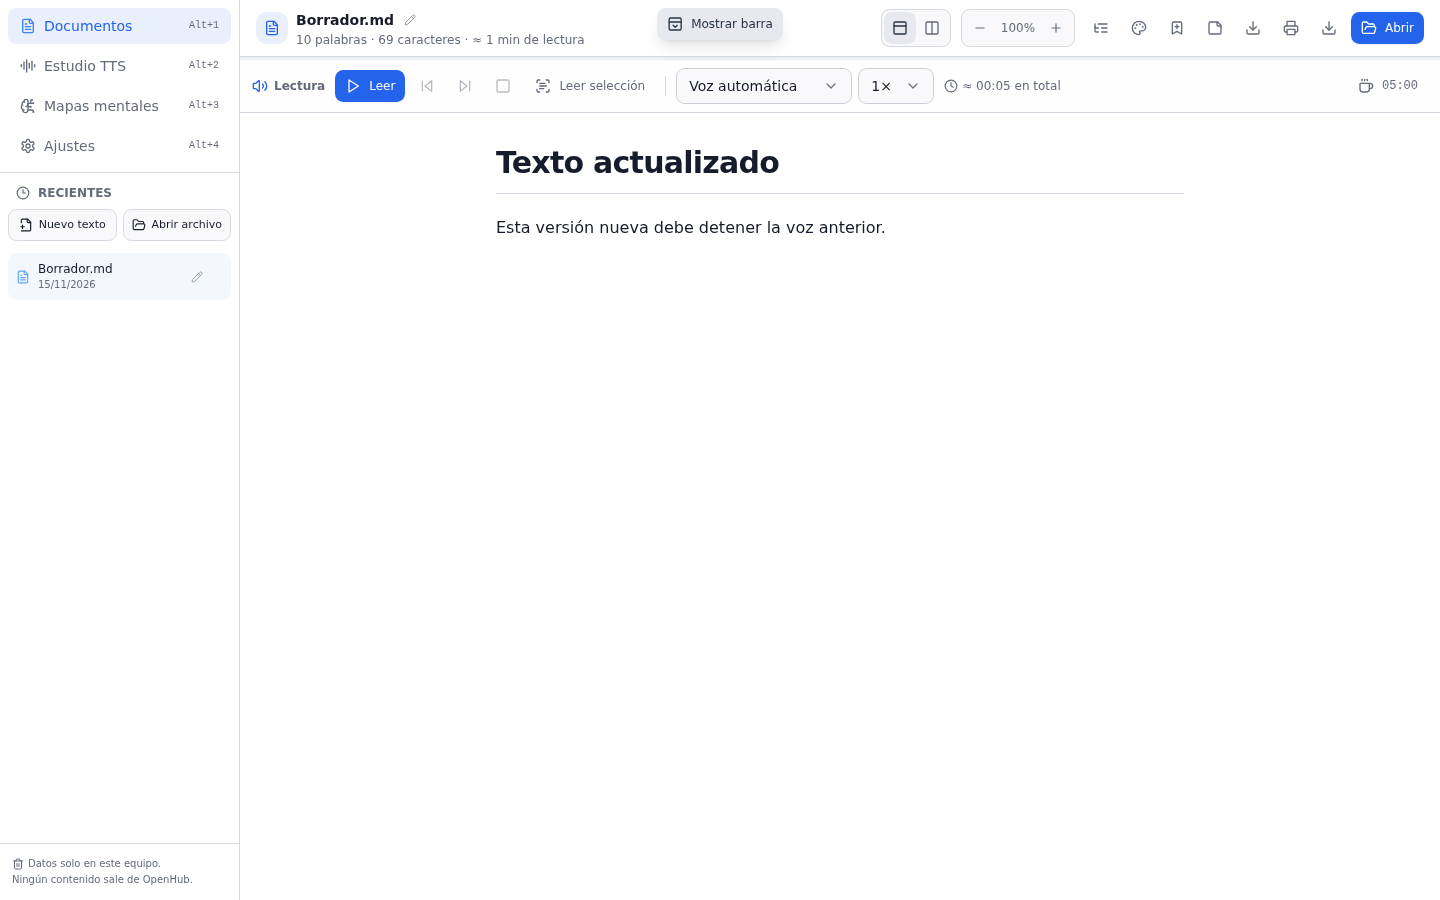 Documentos Alt+1
Estudio TTS Alt+2
Mapas mentales Alt+3
Ajustes Alt+4
RECIENTES
Nuevo texto Abrir archivo
Borrador.md
15/11/2026
Datos solo en este equipo.
Ningún contenido sale de OpenHub.
Borrador.md
10 palabras · 69 caracteres · ≈ 1 min de lectura
Mostrar barra
100%
Abrir
Lectura Leer Leer selección Voz automática 1× ≈ 00:05 en total 05:00
Texto actualizado
Esta versión nueva debe detener la voz anterior.